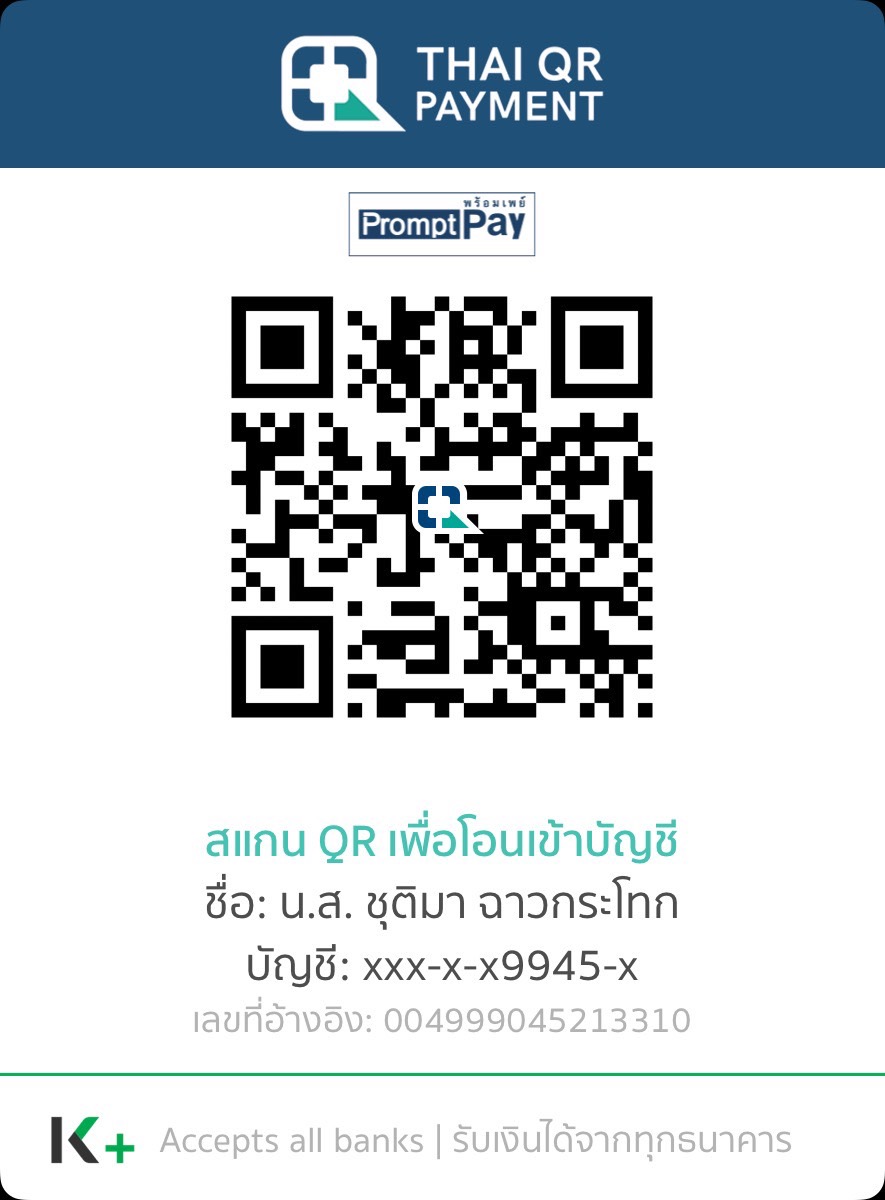 THAI QR
PAYMENT
พร้อมเพย์
PromptPay
สแกน QR เพื่อโอนเข้าบัญชี
ชื่อ: น.ส. ชุติมา ฉาวกระโทก
บัญชี: xxx-x-x9945-x
เลขที่อ้างอิง: 004999045213310
K+ Accepts all banks | รับเงินได้จากทุกธนาคาร